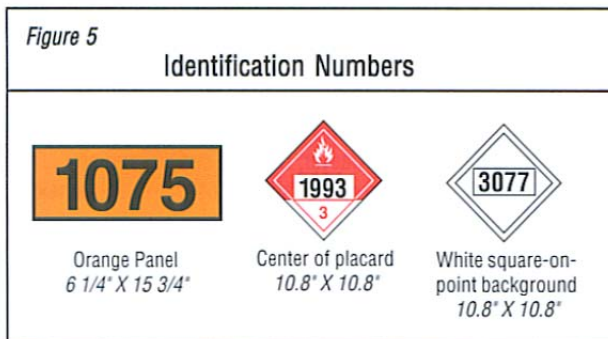 Figure 5
Identification Numbers
1075
1993
3
3077
Orange Panel
6 1/4" X 15 3/4"
Center of placard
10.8" X 10.8"
White square-on-
point background
10.8" X 10.8"